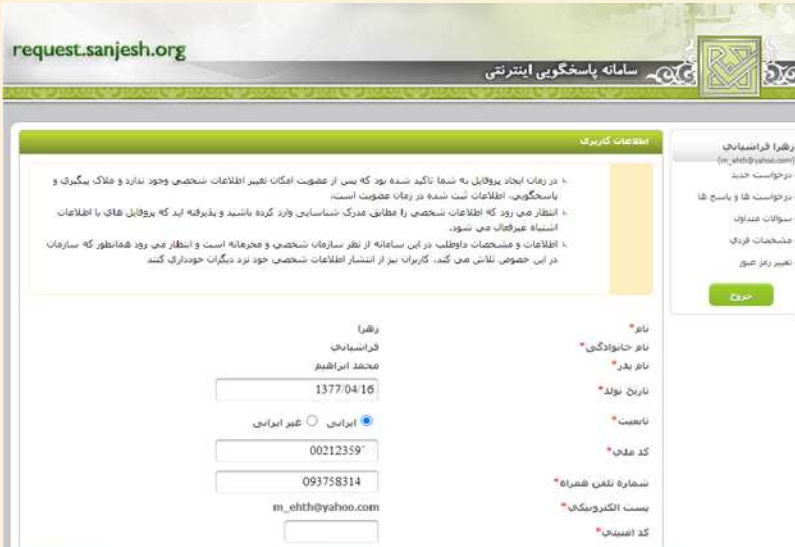 request.sanjesh.org
سامانه پاسخگویی اینترنتی
زهرا فراشبانی
(m_ehth@yahoo.com)
درخواست جدید
درخواست ها و پاسخ ها
سوالات متداول
مشخصات فردی
تغییر رمز عبور
خروج
اطلاعات کاربری
در زمان ایجاد پروفایل به شما تاکید شده بود که پس از عضویت امکان تغییر اطلاعات شخصی وجود ندارد و ملاک پیگیری و
پاسخگویی، اطلاعات ثبت شده در زمان عضویت است.
انتظار می رود که اطلاعات شخصی را مطابق مدرک شناسایی وارد کرده باشید و پذیرفته اید که پروفایل های با اطلاعات
اشتباه غیرفعال می شود.
اطلاعات و مشخصات داوطلب در این سامانه از نظر سازمان شخصی و محرمانه است و انتظار می رود همانطور که سازمان
در این خصوص تلاش می کند، کاربران نیز از انتشار اطلاعات شخصی خود نزد دیگران خودداری کنند
نام* زهرا
نام خانوادگی* فراشبانی
نام پدر* محمد ابراهیم
تاریخ تولد* 1377/04/16
تابعیت* ایرانی غیر ایرانی
کد ملی* 00212359
شماره تلفن همراه* 093758314
پست الکترونیکی* m_ehth@yahoo.com
کد امنیتی*